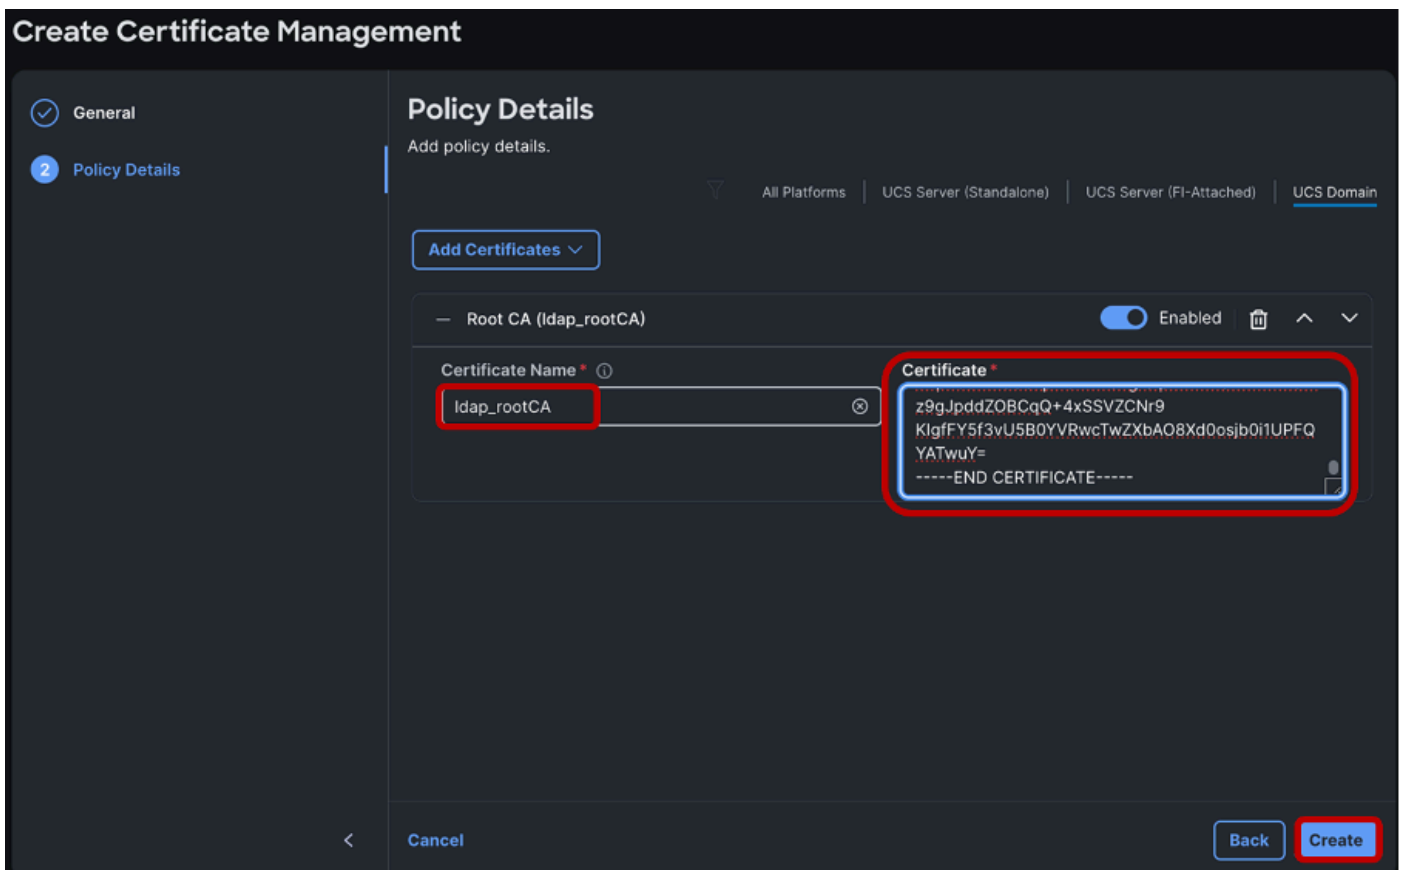 Create Certificate Management
General
2 Policy Details
Policy Details
Add policy details.
All Platforms UCS Server (Standalone) UCS Server (FI-Attached) UCS Domain
Add Certificates
Root CA (ldap_rootCA)
Enabled
Certificate Name *
ldap_rootCA
Certificate *
z9gJpddZOBCqQ+4xSSVZCNr9
KIgfFY5f3vU5B0YVRwcTwZXbAO8Xd0osjb0i1UPFQ
YATwuY=
-----END CERTIFICATE-----
Cancel
Back
Create